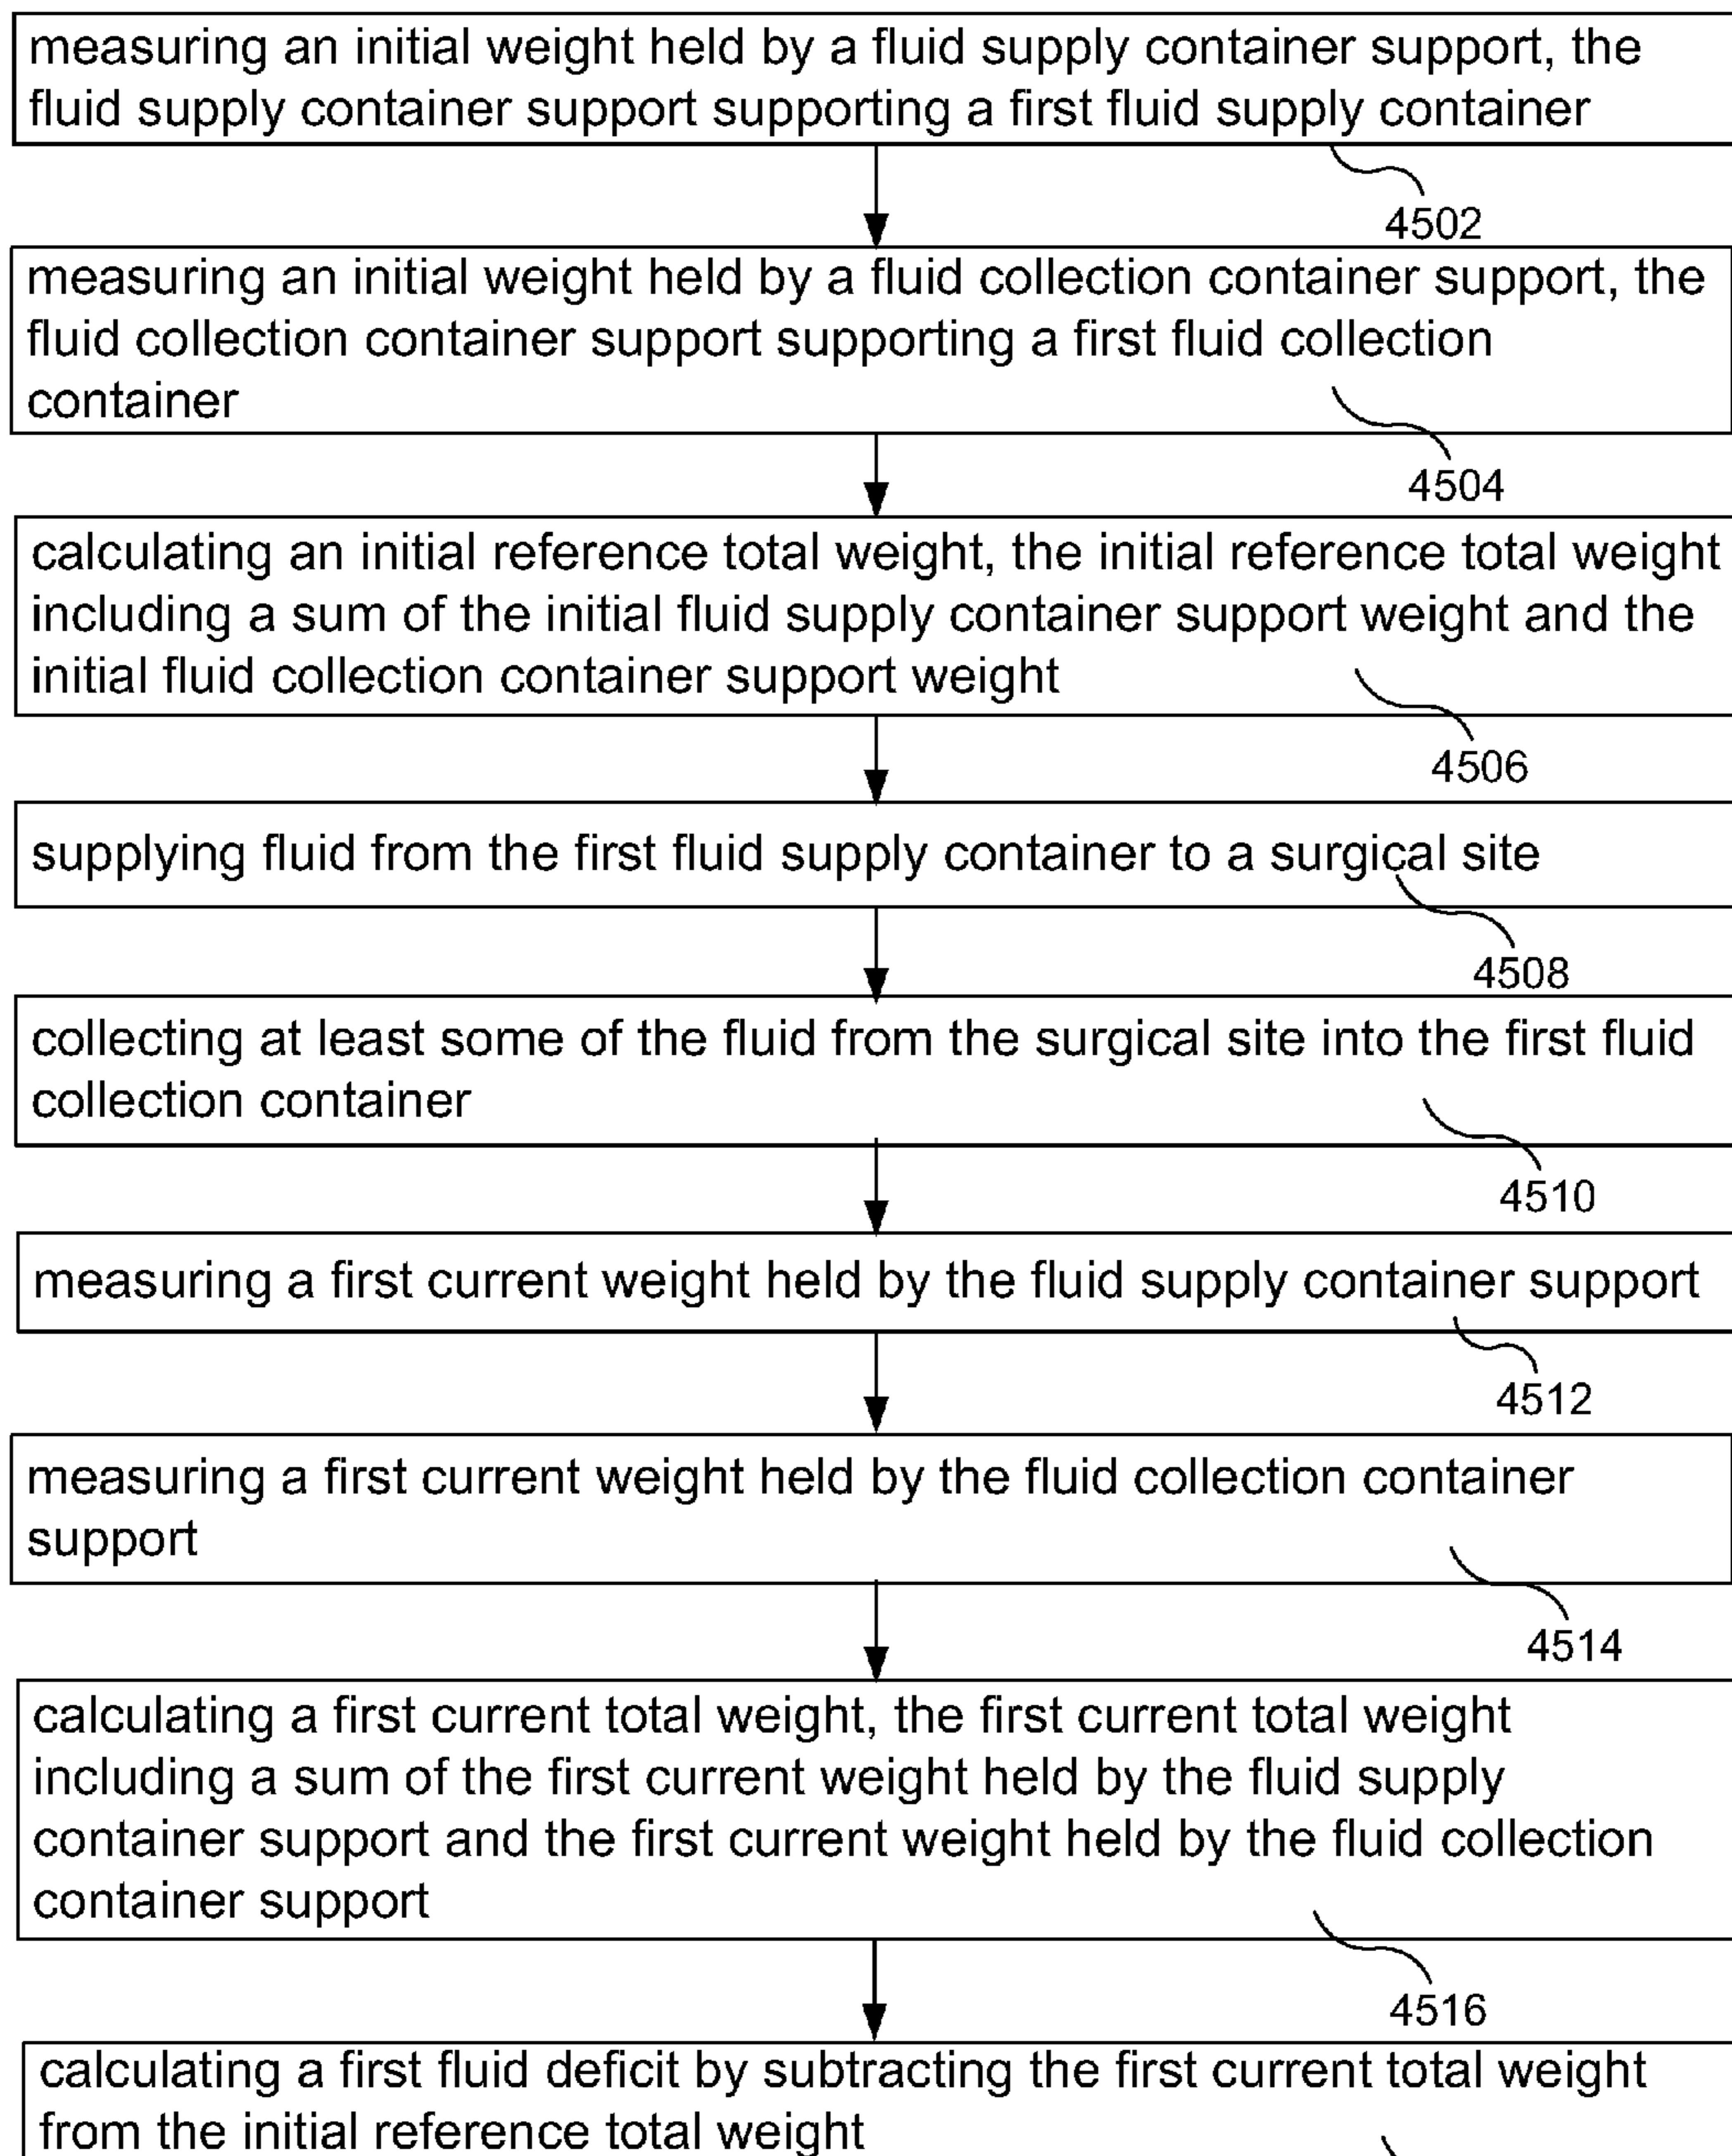 measuring an initial weight held by a fluid supply container support, the
fluid supply container support supporting a first fluid supply container
4502
measuring an initial weight held by a fluid collection container support, the
fluid collection container support supporting a first fluid collection
container
4504
calculating an initial reference total weight, the initial reference total weight
including a sum of the initial fluid supply container support weight and the
initial fluid collection container support weight
4506
supplying fluid from the first fluid supply container to a surgical site
4508
collecting at least some of the fluid from the surgical site into the first fluid
collection container
4510
measuring a first current weight held by the fluid supply container support
4512
measuring a first current weight held by the fluid collection container
support
4514
calculating a first current total weight, the first current total weight
including a sum of the first current weight held by the fluid supply
container support and the first current weight held by the fluid collection
container support
4516
calculating a first fluid deficit by subtracting the first current total weight
from the initial reference total weight